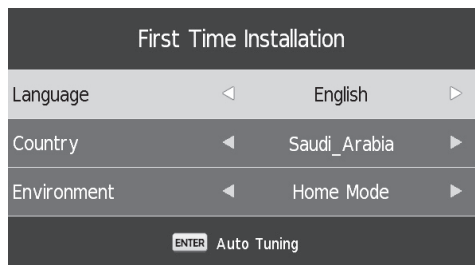 First Time Installation
Language English
Country Saudi_Arabia
Environment Home Mode
ENTER Auto Tuning